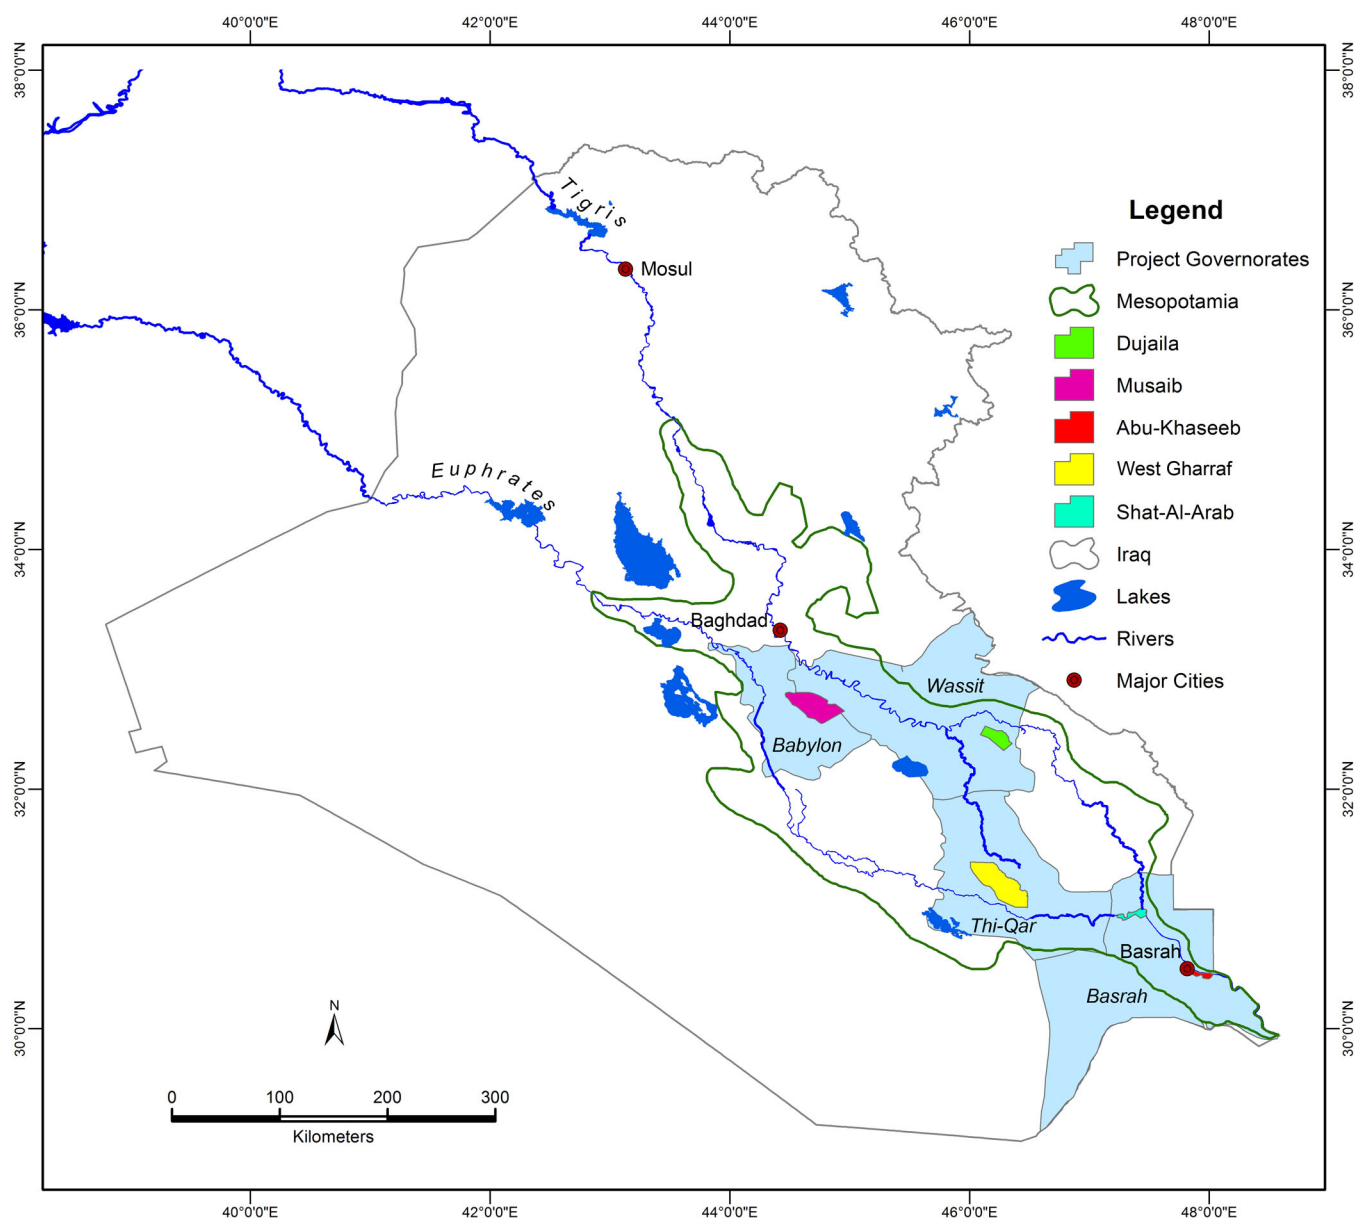 40°0'0"E
42°0'0"E
44°0'0"E
46°0'0"E
48°0'0"E
38°0'0"N
38°0'0"N
36°0'0"N
36°0'0"N
34°0'0"N
34°0'0"N
32°0'0"N
32°0'0"N
30°0'0"N
30°0'0"N
Tigris
Mosul
Euphrates
Baghdad
Wassit
Babylon
Thi-Qar
Basrah
Basrah
Legend
Project Governorates
Mesopotamia
Dujaila
Musaib
Abu-Khaseeb
West Gharraf
Shat-Al-Arab
Iraq
Lakes
Rivers
Major Cities
N
0 100 200 300
Kilometers
40°0'0"E
42°0'0"E
44°0'0"E
46°0'0"E
48°0'0"E